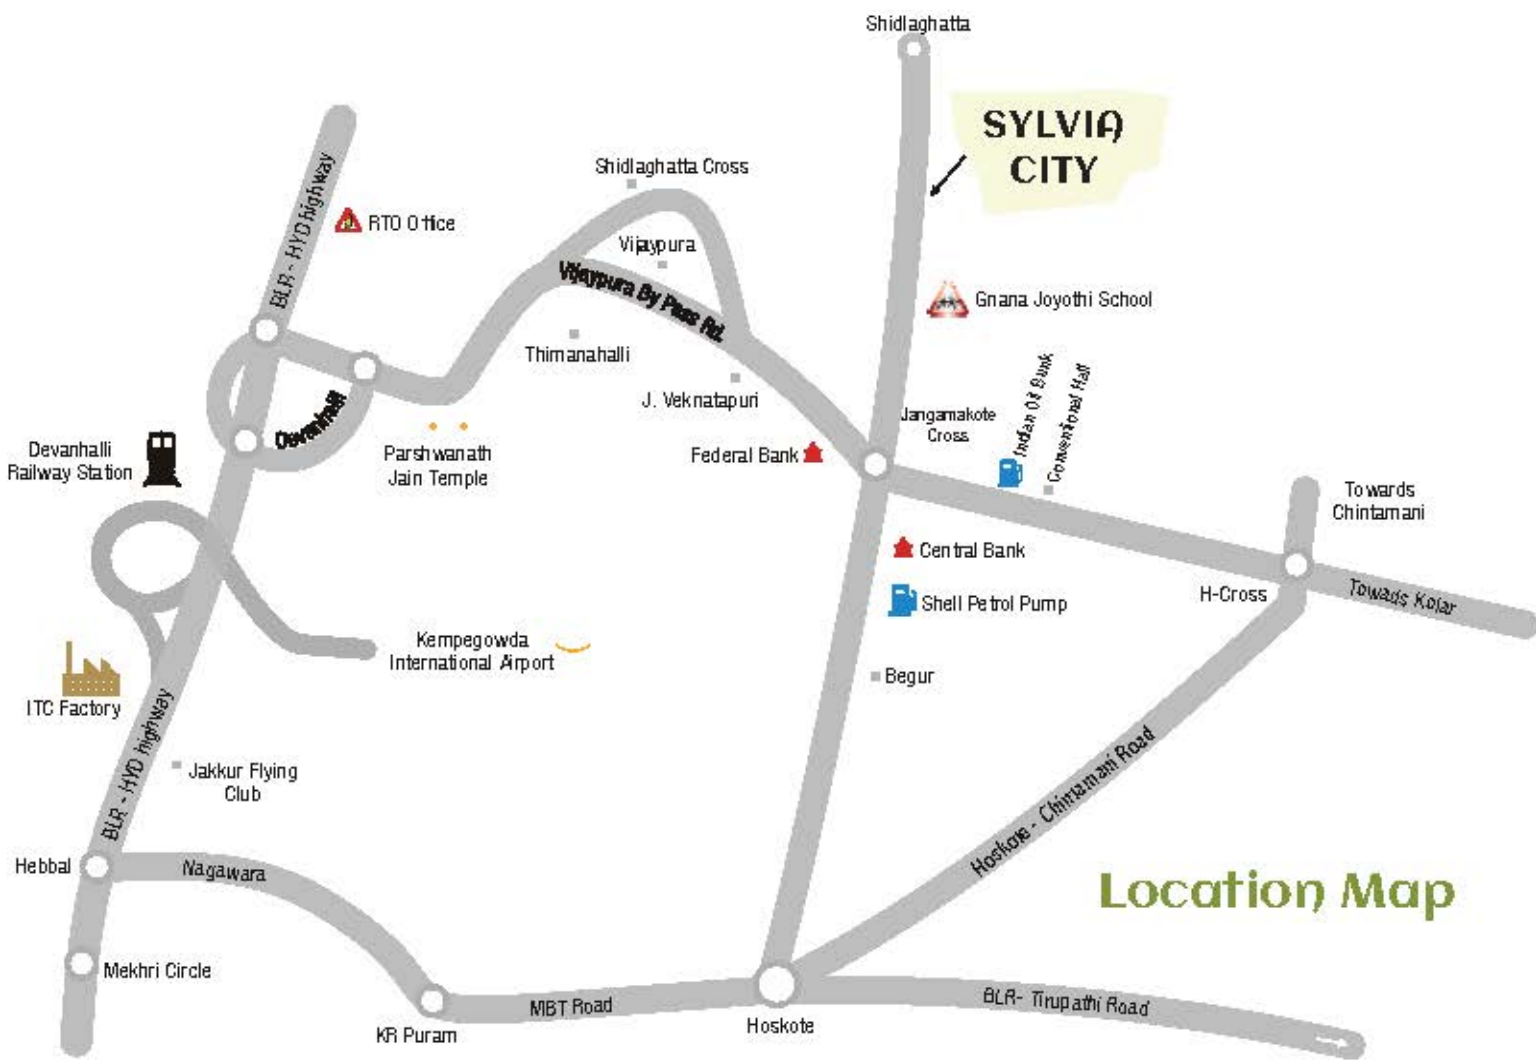 Shidlaghatta
SYLVIA
CITY
Shidlaghatta Cross
BLR - HYD highway
RTO Office
Vijaypura
Vijaypura By Pass Rd.
Gnana Joyothi School
Thimanahalli
J. Veknatapuri
Indian Oil Bunk
Conventional Hall
Jangamakote
Cross
Devanhalli
Devanhalli
Railway Station
Parshwanath
Jain Temple
Federal Bank
Towards
Chintamani
Central Bank
Shell Petrol Pump
H-Cross
Towads Kolar
Kempegowda
International Airport
Begur
ITC Factory
BLR - HYD highway
Jakkur Flying
Club
Hoskote - Chintamani Road
Hebbal
Nagawara
Location Map
Mekhri Circle
MBT Road
BLR- Tirupathi Road
KR Puram
Hoskote